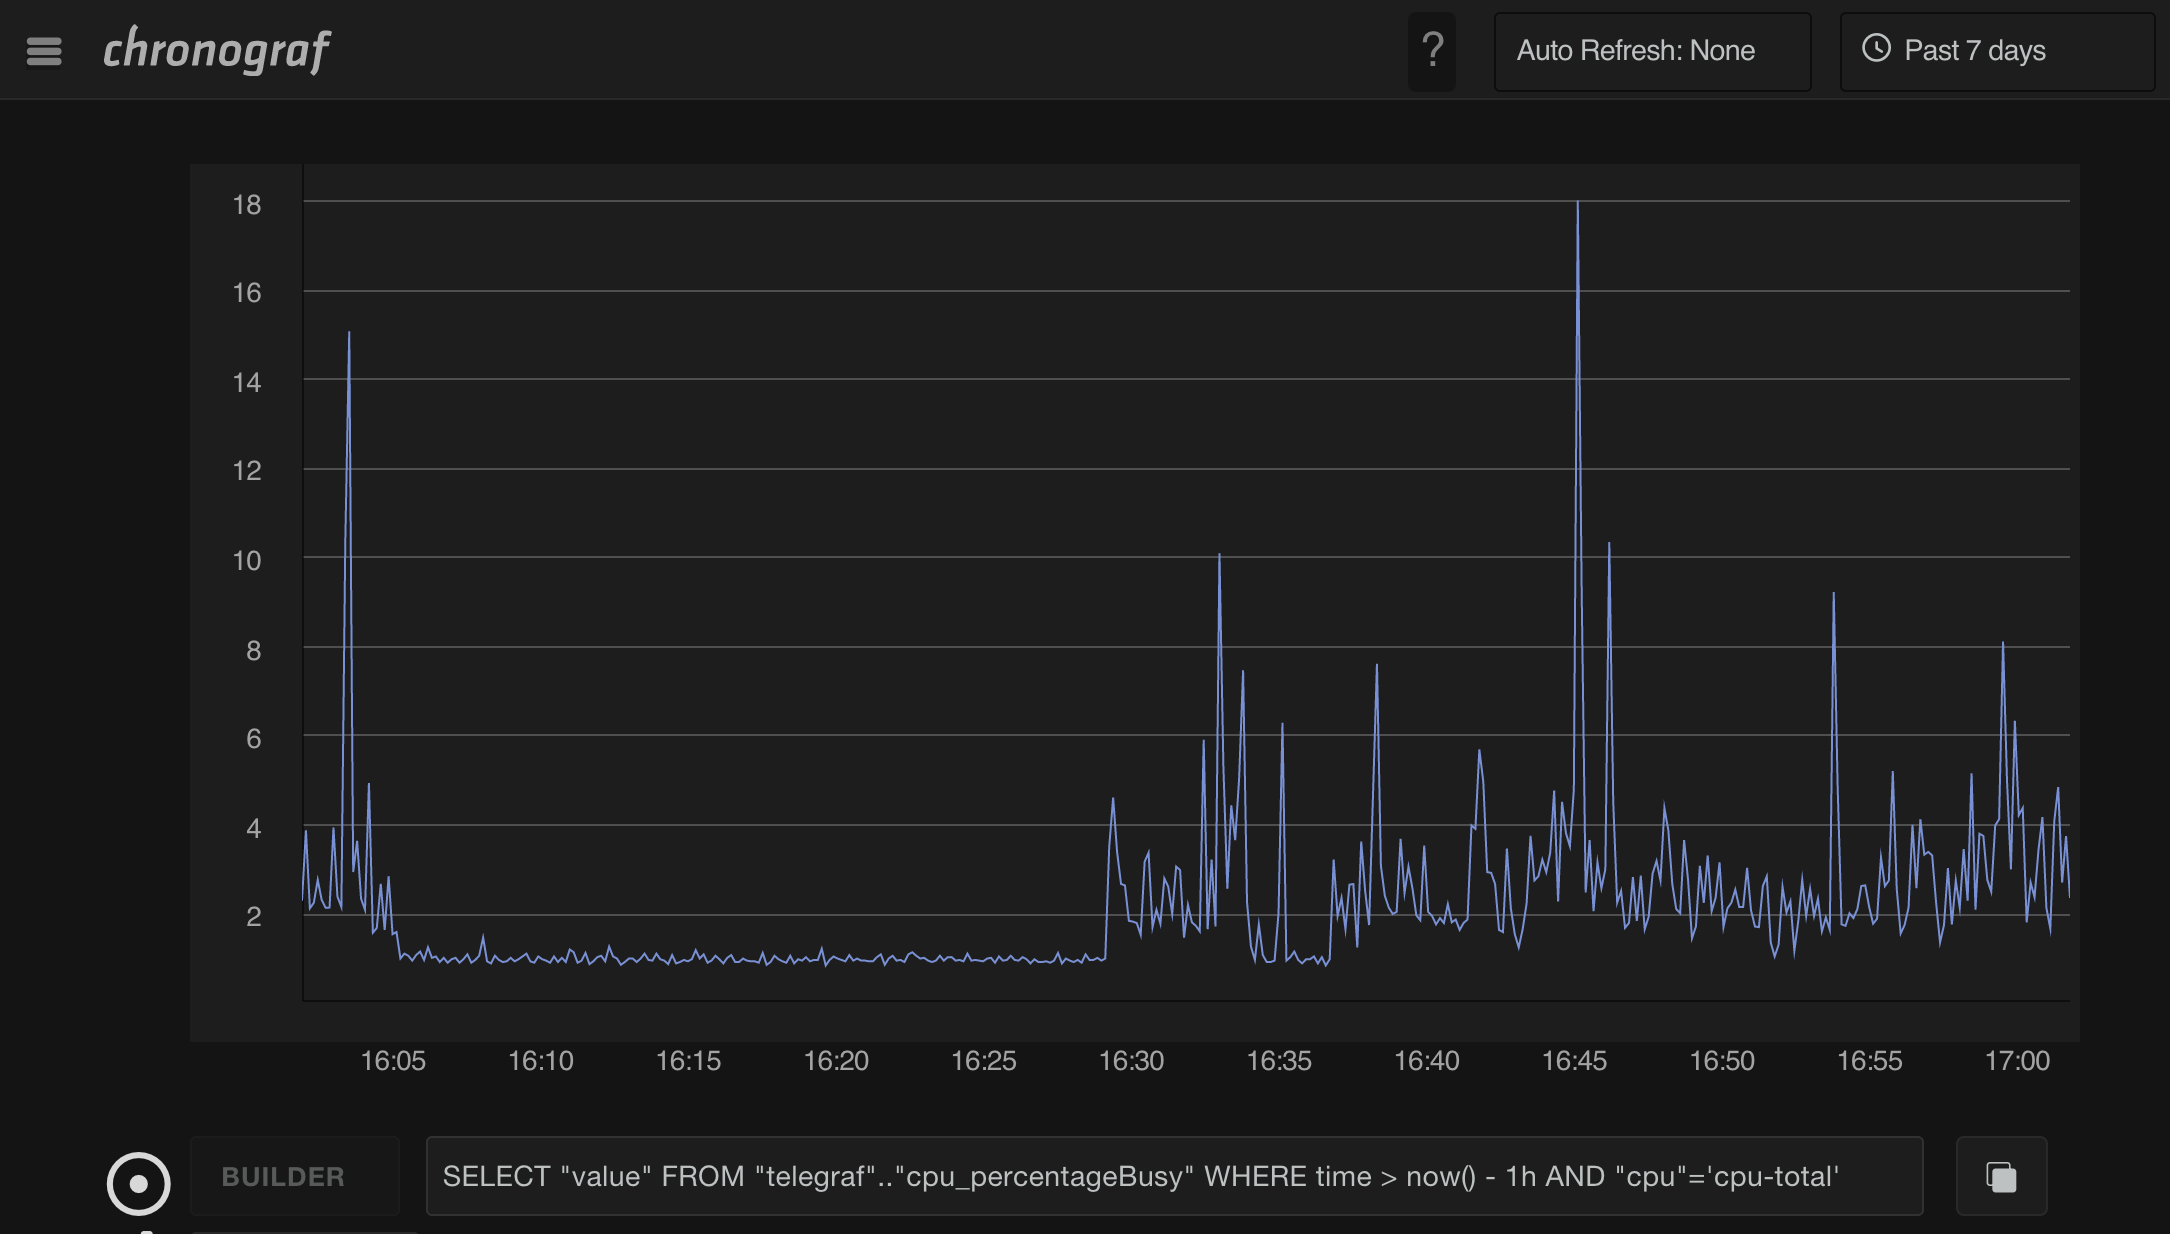 chronograf
?
Auto Refresh: None
Past 7 days
18
16
14
12
10
8
6
4
2
16:05 16:10 16:15 16:20 16:25 16:30 16:35 16:40 16:45 16:50 16:55 17:00
BUILDER
SELECT "value" FROM "telegraf".."cpu_percentageBusy" WHERE time > now() - 1h AND "cpu"='cpu-total'